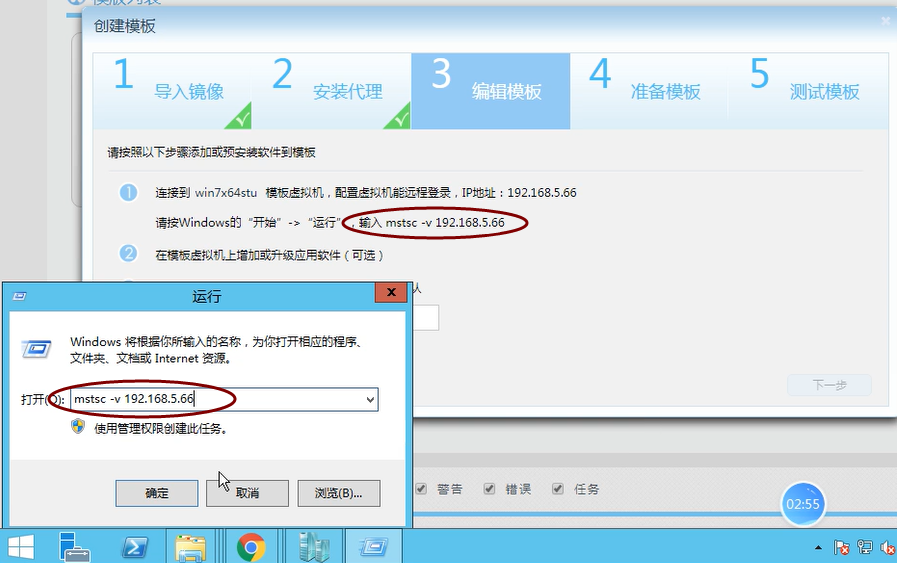 模板列表
创建模板
1 导入镜像
2 安装代理
3 编辑模板
4 准备模板
5 测试模板
请按照以下步骤添加或预安装软件到模板
1 连接到 win7x64stu 模板虚拟机，配置虚拟机能远程登录，IP地址：192.168.5.66
请按Windows的“开始”->“运行”，输入 mstsc -v 192.168.5.66
2 在模板虚拟机上增加或升级应用软件（可选）
人
下一步
运行
Windows 将根据你所输入的名称，为你打开相应的程序、
文件夹、文档或 Internet 资源。
打开(O): mstsc -v 192.168.5.66
使用管理权限创建此任务。
确定 取消 浏览(B)...
警告 错误 任务
02:55